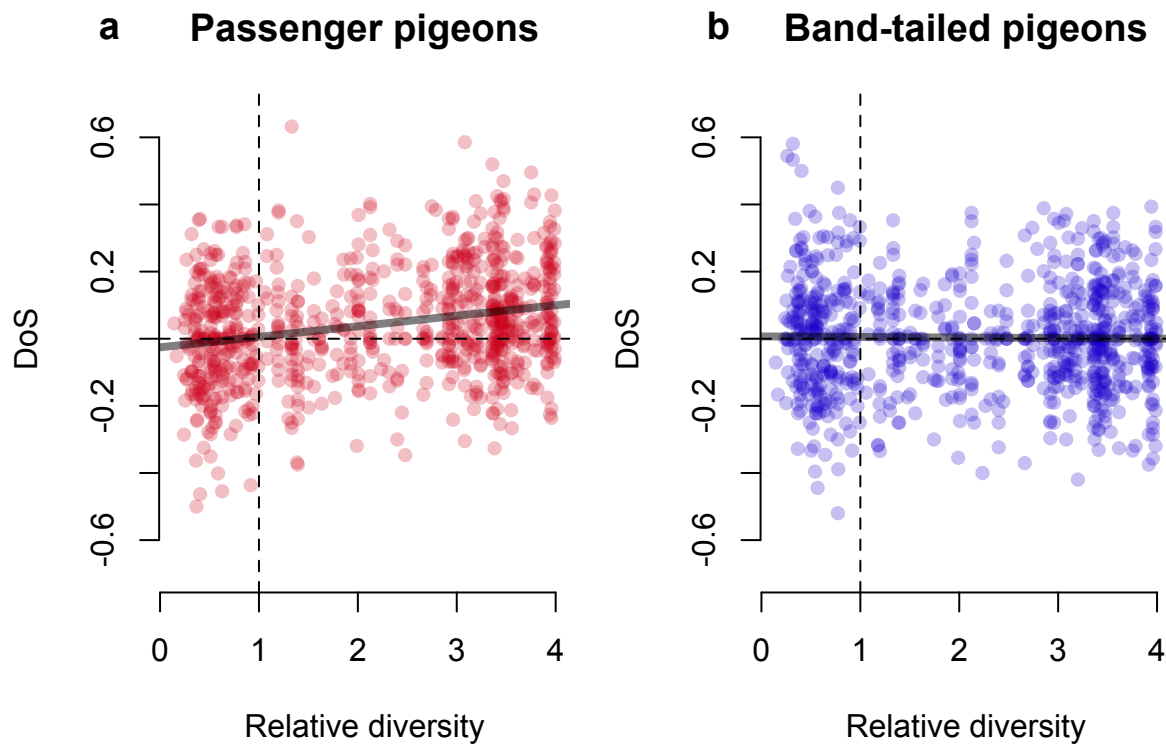 a Passenger pigeons
0.6
0.2
-0.2
-0.6
DoS
0 1 2 3 4
Relative diversity
b Band-tailed pigeons
0.6
0.2
-0.2
-0.6
DoS
0 1 2 3 4
Relative diversity